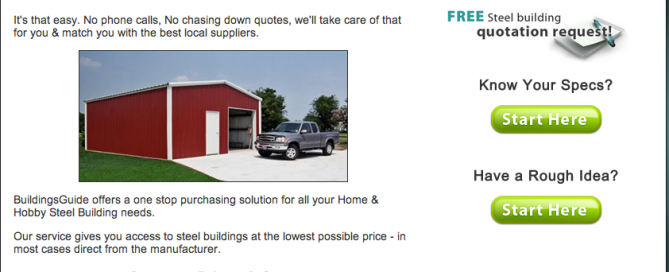 It's that easy. No phone calls, No chasing down quotes, we'll take care of that
for you & match you with the best local suppliers.
BuildingsGuide offers a one stop purchasing solution for all your Home &
Hobby Steel Building needs.
Our service gives you access to steel buildings at the lowest possible price - in
most cases direct from the manufacturer.
FREE Steel building
quotation request!
Know Your Specs?
Start Here
Have a Rough Idea?
Start Here